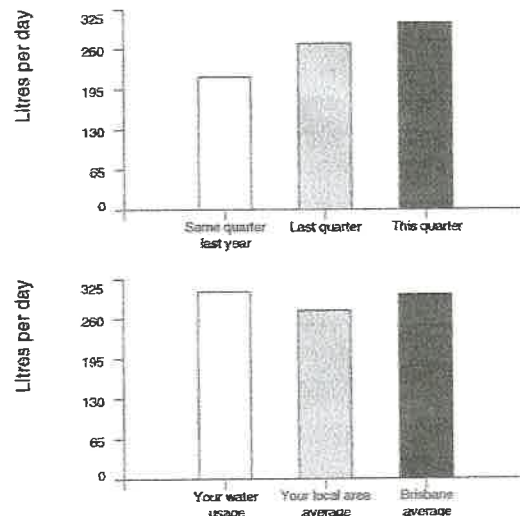 Litres per day
325
260
195
130
65
0
Same quarter last year
Last quarter
This quarter
Litres per day
325
260
195
130
65
0
Your water usage
Your local area average
Brisbane average